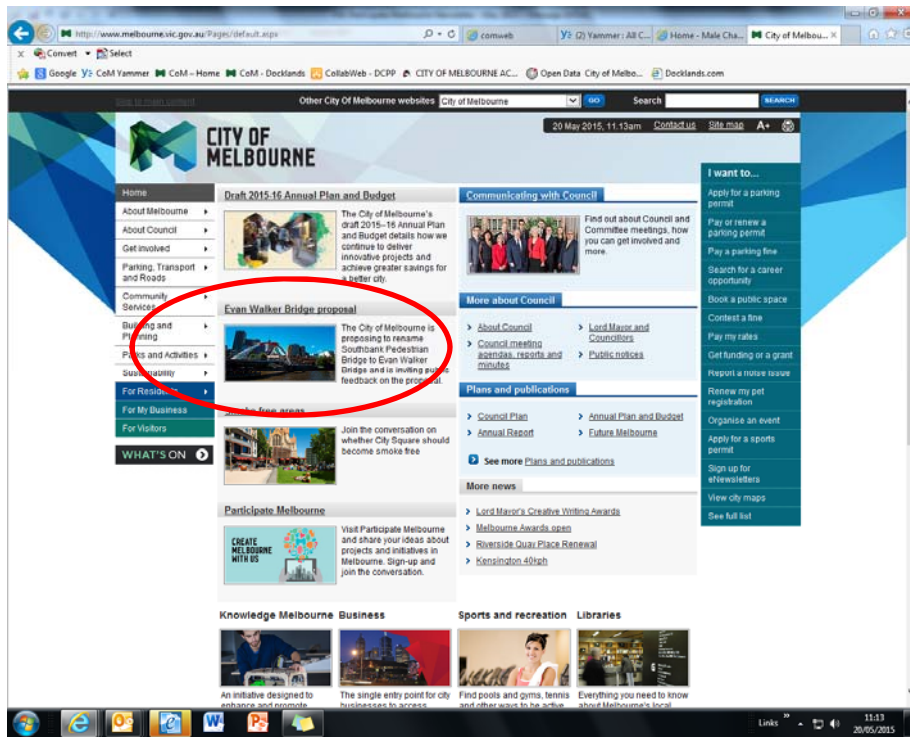 http://www.melbourne.vic.gov.au/Pages/default.aspx
comweb
(2) Yammer : All C...
Home - Male Cha...
City of Melbou...
Convert
Select
Google
CoM Yammer
CoM - Home
CoM - Docklands
CollabWeb - DCPP
CITY OF MELBOURNE AC...
Open Data City of Melbo...
Docklands.com
Skip to main content
Other City Of Melbourne websites
City of Melbourne
GO
Search
SEARCH
20 May 2015, 11.13am
Contact us
Site map
A+
CITY OF
MELBOURNE
Home
About Melbourne
About Council
Get involved
Parking, Transport
and Roads
Community
Services
Building and
Planning
Parks and Activities
Sustainability
For Residents
For My Business
For Visitors
WHAT'S ON
Draft 2015-16 Annual Plan and Budget
The City of Melbourne's
draft 2015–16 Annual Plan
and Budget details how we
continue to deliver
innovative projects and
achieve greater savings for
a better city.
Evan Walker Bridge proposal
The City of Melbourne is
proposing to rename
Southbank Pedestrian
Bridge to Evan Walker
Bridge and is inviting public
feedback on the proposal.
Smoke free areas
Join the conversation on
whether City Square should
become smoke free
Participate Melbourne
CREATE
MELBOURNE
WITH US
Visit Participate Melbourne
and share your ideas about
projects and initiatives in
Melbourne. Sign-up and
join the conversation.
Communicating with Council
Find out about Council and
Committee meetings, how
you can get involved and
more.
More about Council
About Council
Council meeting
agendas, reports and
minutes
Lord Mayor and
Councillors
Public notices
Plans and publications
Council Plan
Annual Report
Annual Plan and Budget
Future Melbourne
See more Plans and publications
More news
Lord Mayor's Creative Writing Awards
Melbourne Awards open
Riverside Quay Place Renewal
Kensington 40kph
I want to...
Apply for a parking
permit
Pay or renew a
parking permit
Pay a parking fine
Search for a career
opportunity
Book a public space
Contest a fine
Pay my rates
Get funding or a grant
Report a noise issue
Renew my pet
registration
Organise an event
Apply for a sports
permit
Sign up for
eNewsletters
View city maps
See full list
Knowledge Melbourne
An initiative designed to
enhance and promote
Business
The single entry point for city
businesses to access
Sports and recreation
Find pools and gyms, tennis
and other ways to be active
Libraries
Everything you need to know
about Melbourne's local
Links
11:13
20/05/2015